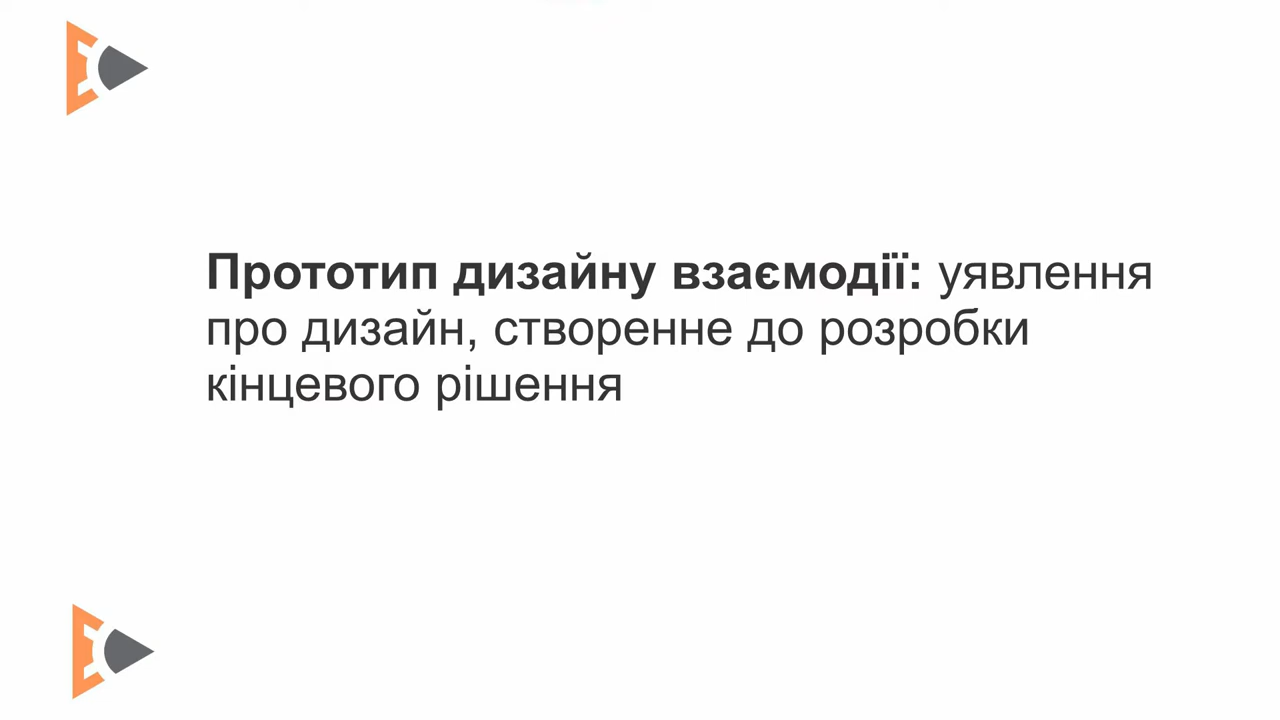 Прототип дизайну взаємодії: уявлення
про дизайн, створенне до розробки
кінцевого рішення